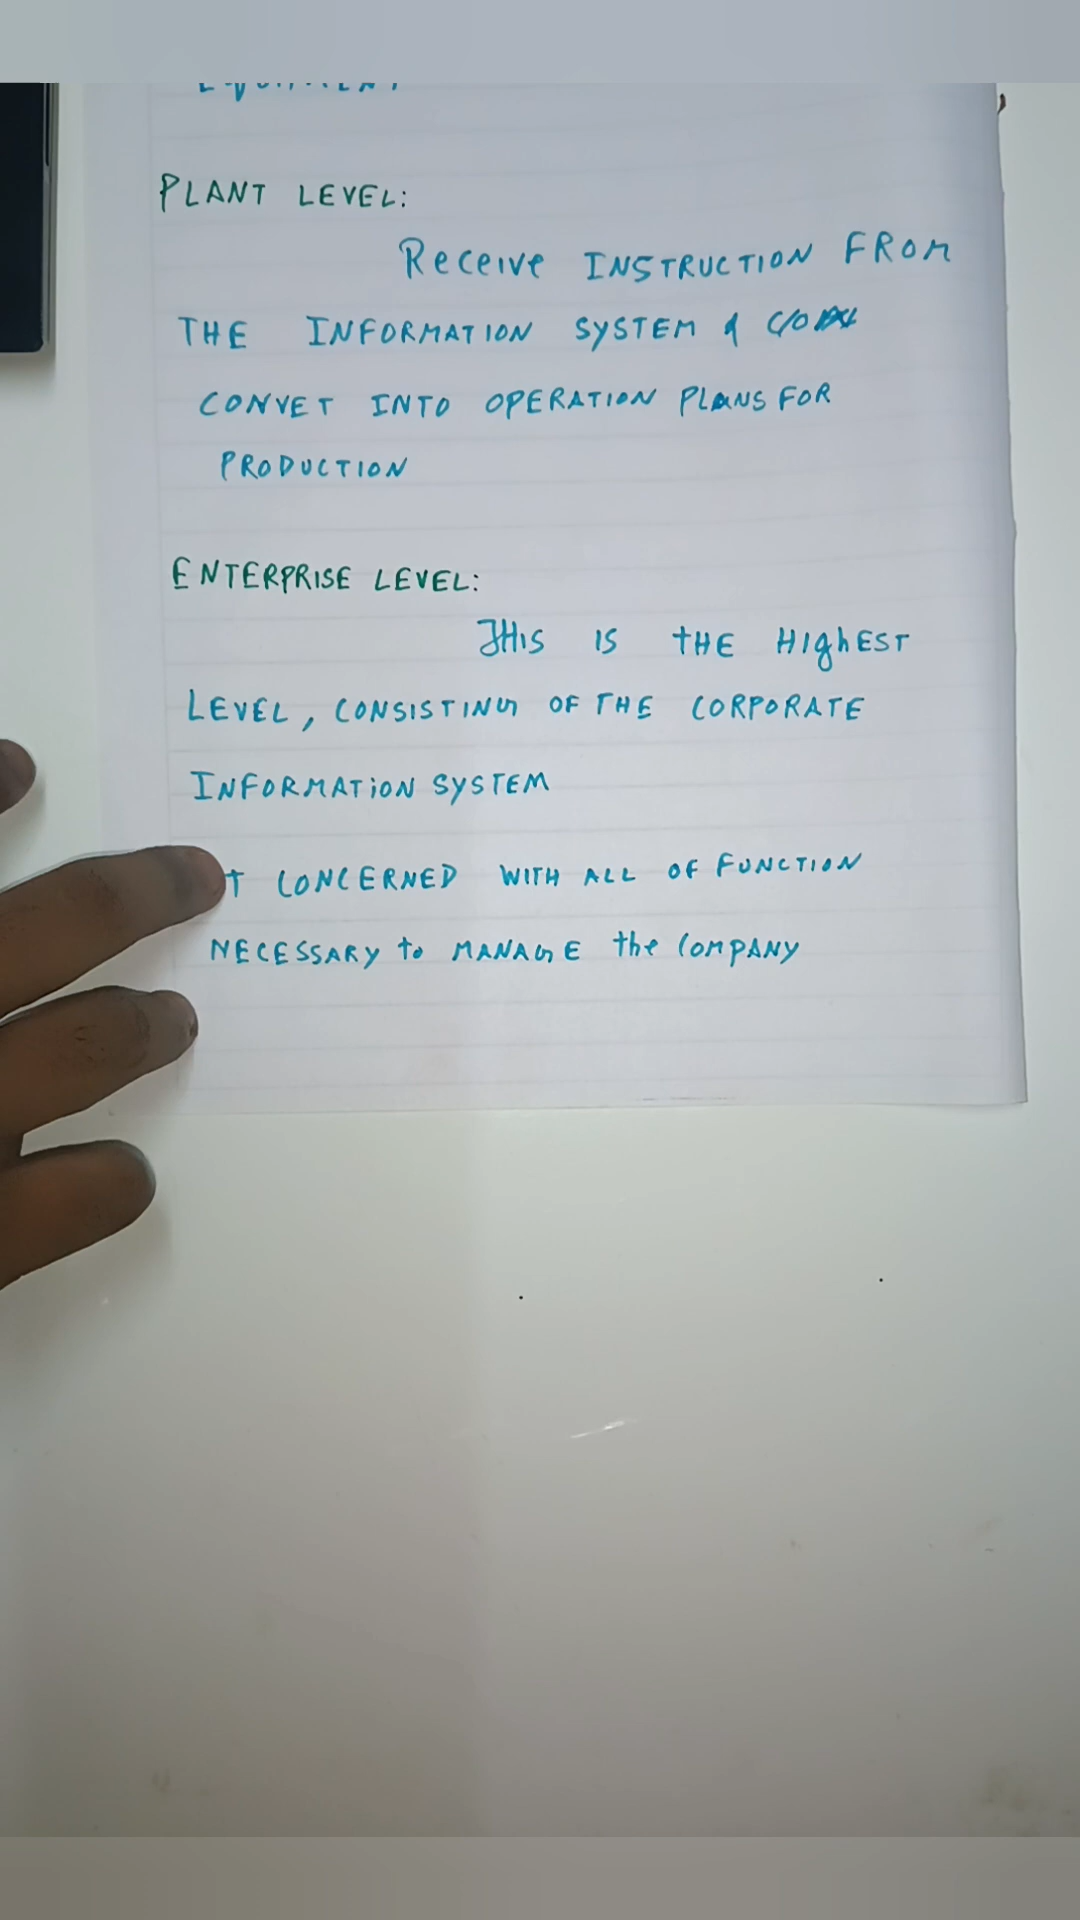 PLANT LEVEL:
Receive INSTRUCTION FROM
THE INFORMATION SYSTEM &
CONVET INTO OPERATION PLANS FOR
PRODUCTION
ENTERPRISE LEVEL:
THIS IS tHE HIghEST
LEVEL, CONSISTING OF THE CORPORATE
INFORMATiON SYSTEM
CONCERNED WITH ALL OF FUNCTION
NECESSARY to MANAGE the COMPANY